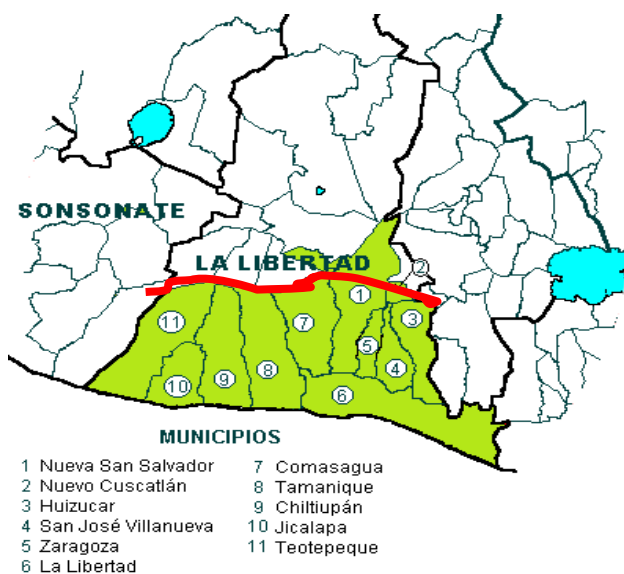 SONSONATE
LA LIBERTAD
2
1
11
7
3
5
4
8
9
10
6
MUNICIPIOS
1 Nueva San Salvador
2 Nuevo Cuscatlán
3 Huizucar
4 San José Villanueva
5 Zaragoza
6 La Libertad
7 Comasagua
8 Tamanique
9 Chiltiupán
10 Jicalapa
11 Teotepeque